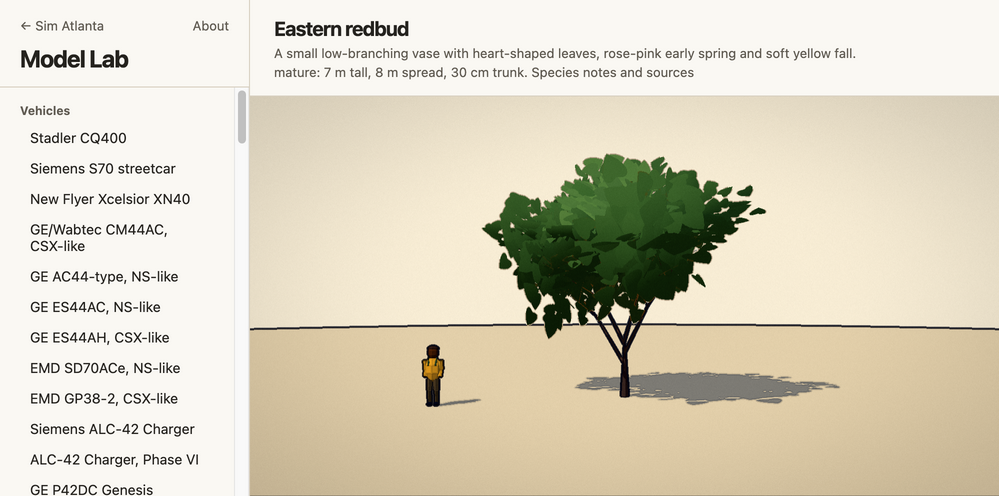 ← Sim Atlanta
About
Model Lab
Vehicles
Stadler CQ400
Siemens S70 streetcar
New Flyer Xcelsior XN40
GE/Wabtec CM44AC,
CSX-like
GE AC44-type, NS-like
GE ES44AC, NS-like
GE ES44AH, CSX-like
EMD SD70ACe, NS-like
EMD GP38-2, CSX-like
Siemens ALC-42 Charger
ALC-42 Charger, Phase VI
GE P42DC Genesis
Eastern redbud
A small low-branching vase with heart-shaped leaves, rose-pink early spring and soft yellow fall.
mature: 7 m tall, 8 m spread, 30 cm trunk. Species notes and sources